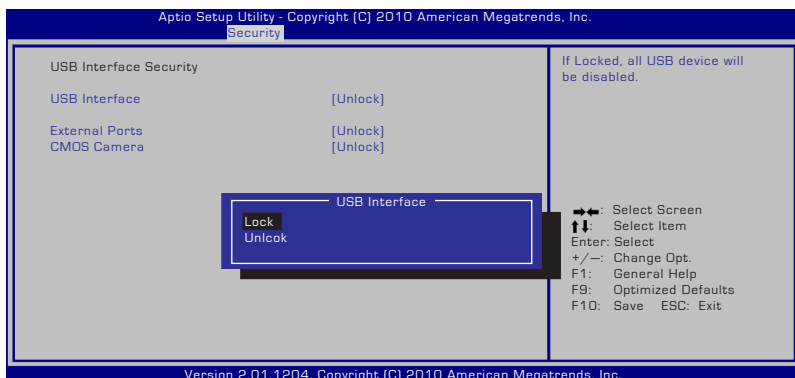 Aptio Setup Utility - Copyright (C) 2010 American Megatrends, Inc.
Security
USB Interface Security
USB Interface [Unlock]
External Ports [Unlock]
CMOS Camera [Unlock]
If Locked, all USB device will
be disabled.
USB Interface
Lock
Unlcok
→←: Select Screen
↑↓: Select Item
Enter: Select
+/—: Change Opt.
F1: General Help
F9: Optimized Defaults
F10: Save ESC: Exit
Version 2.01.1204. Copyright (C) 2010 American Megatrends, Inc.